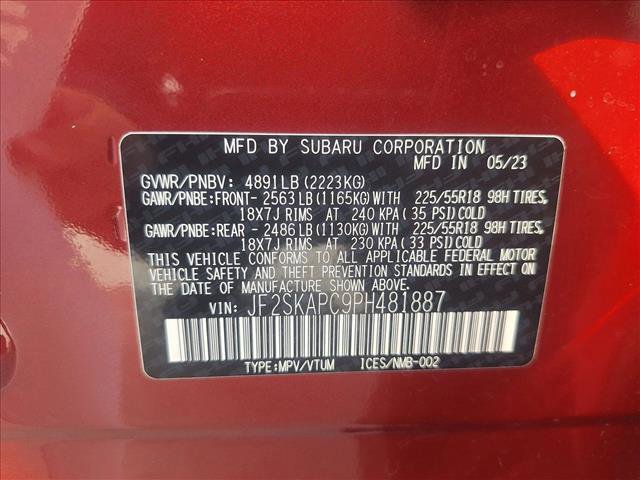 MFD BY SUBARU CORPORATION
MFD IN 05/23
GVWR/PNBV: 4891LB(2223KG)
GAWR/PNBE:FRONT- 2563LB(1165KG)WITH 225/55R18 98H TIRES,
18X7J RIMS AT 240 KPA(35 PSI)COLD
GAWR/PNBE:REAR - 2486LB(1130KG)WITH 225/55R18 98H TIRES,
18X7J RIMS AT 230 KPA(33 PSI)COLD
THIS VEHICLE CONFORMS TO ALL APPLICABLE FEDERAL MOTOR
VEHICLE SAFETY AND THEFT PREVENTION STANDARDS IN EFFECT ON
THE DATE OF MANUFACTURE SHOWN ABOVE.
VIN: JF2SKAPC9PH481887
TYPE:MPV/VTUM ICES/NMB-002